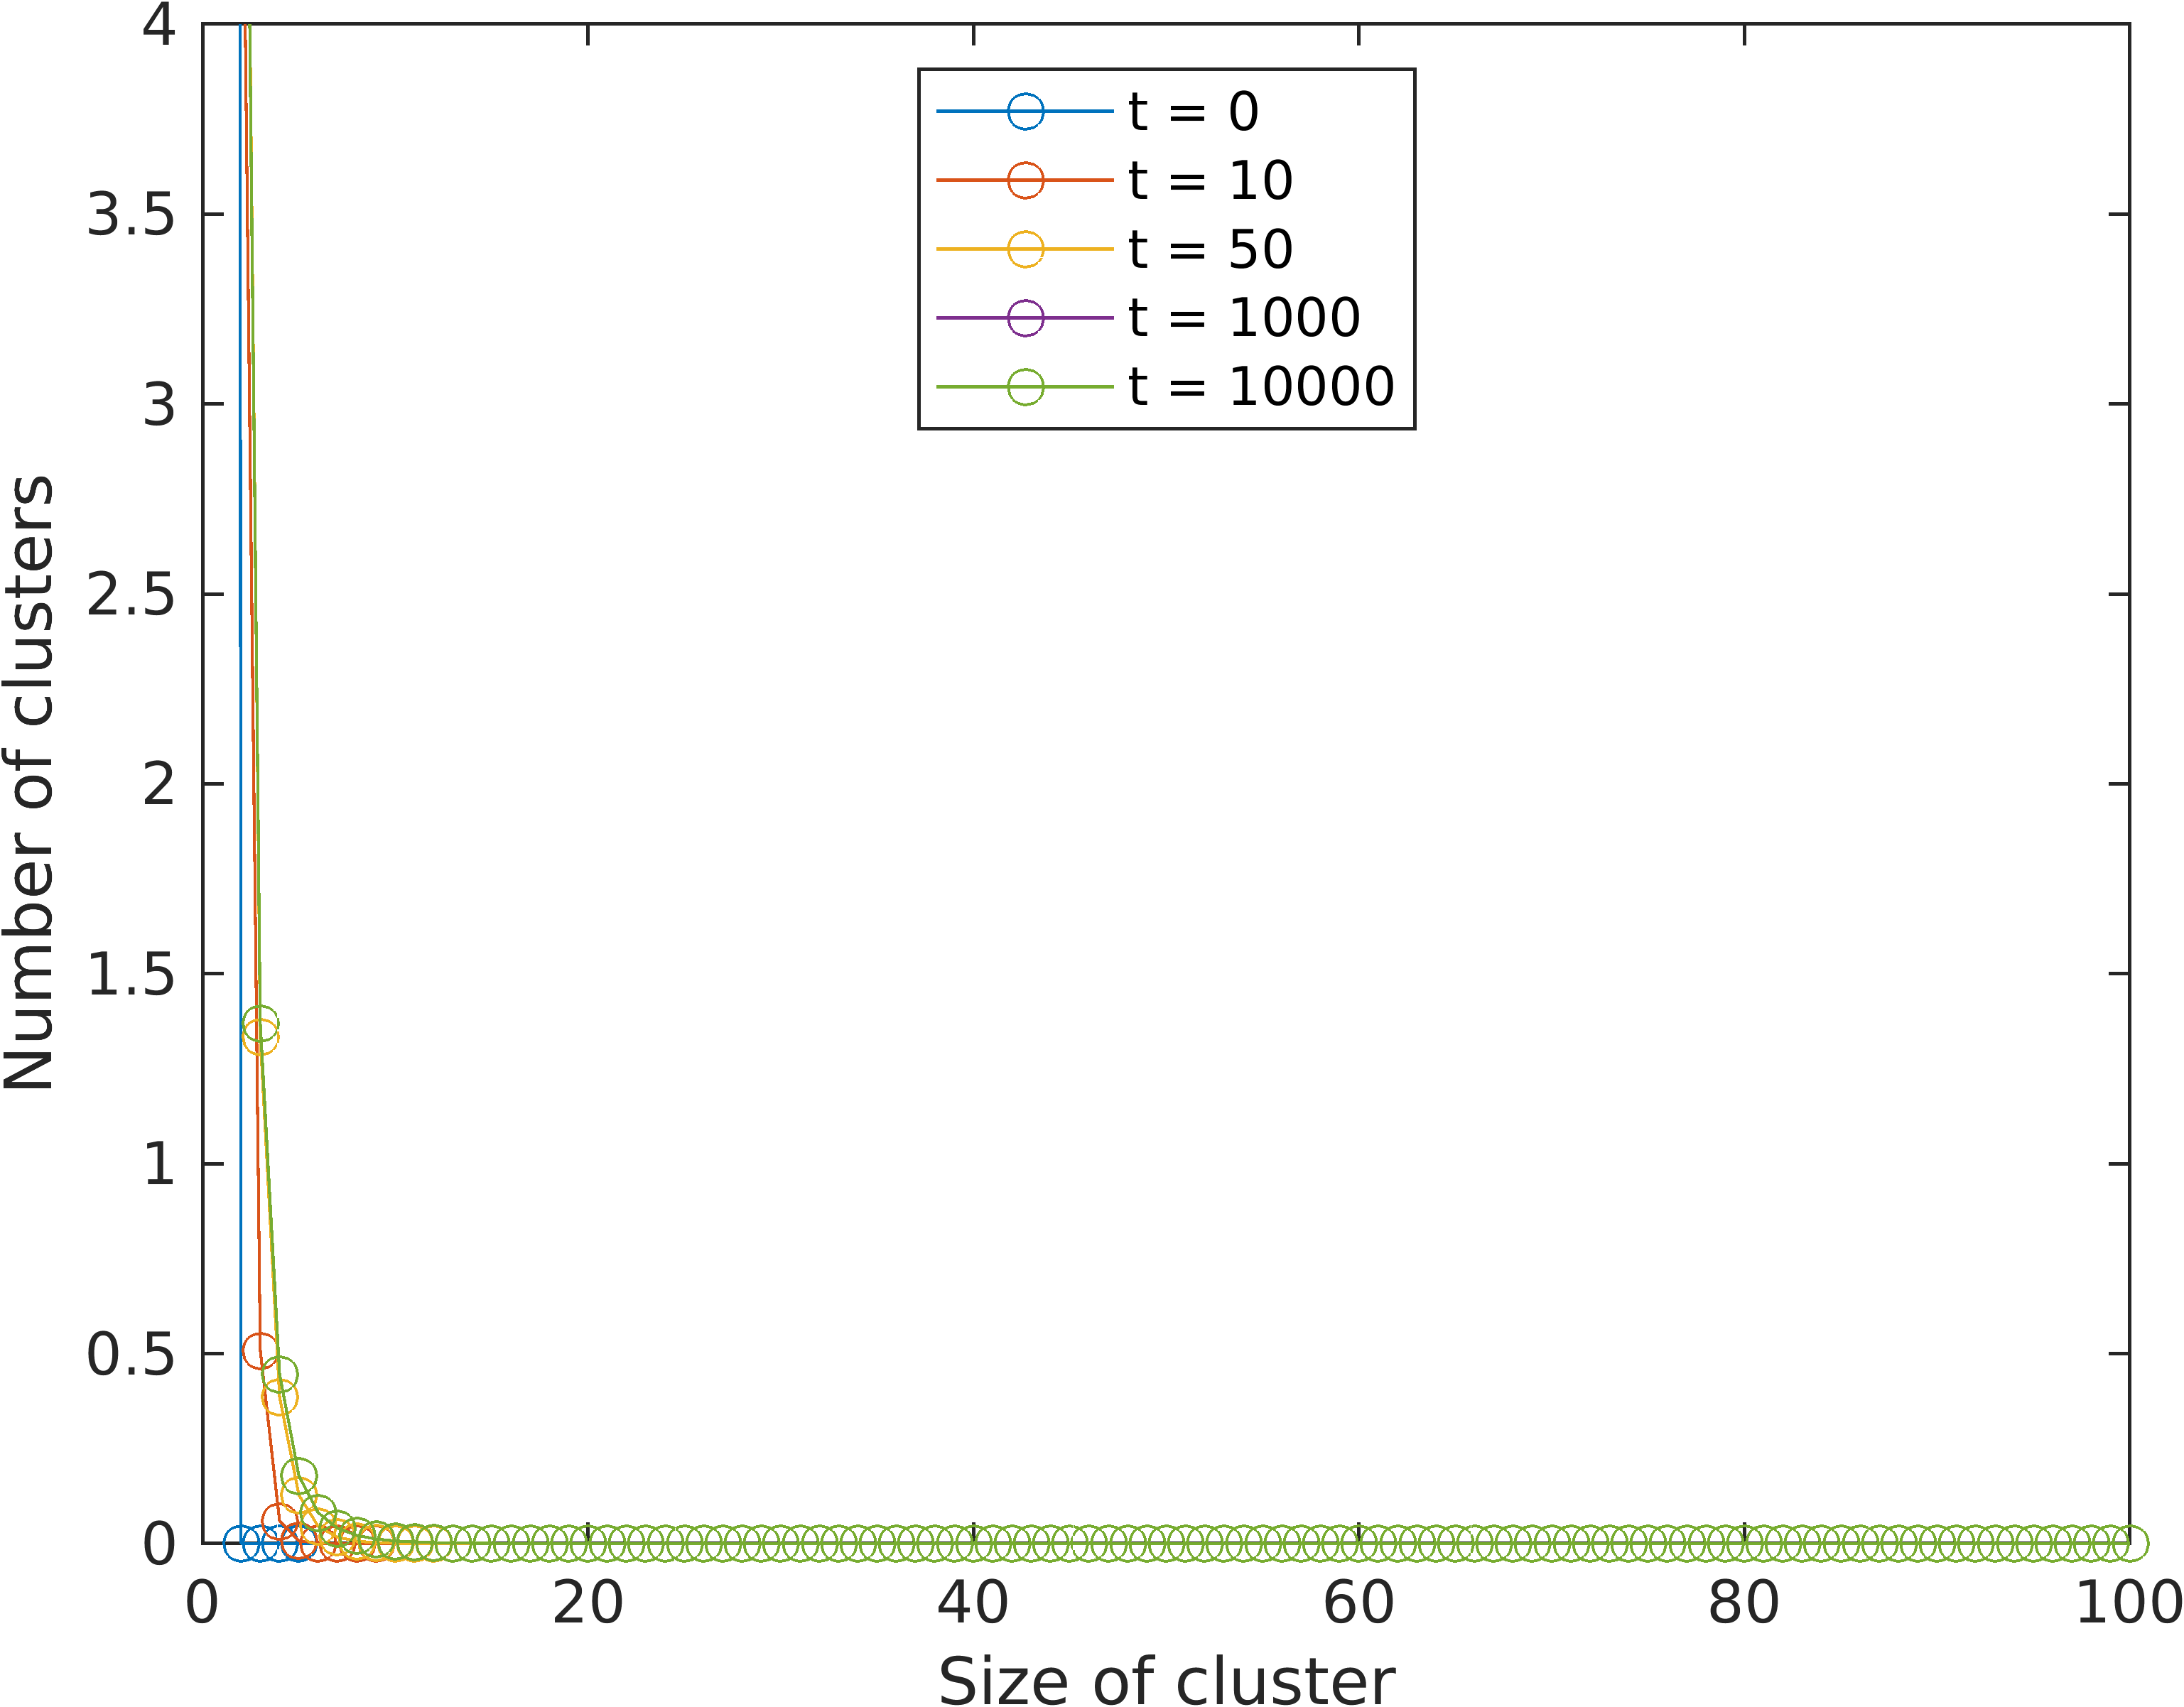 4
3.5
3
2.5
2
1.5
1
0.5
0
Number of clusters
t = 0
t = 10
t = 50
t = 1000
t = 10000
0 20 40 60 80 100
Size of cluster